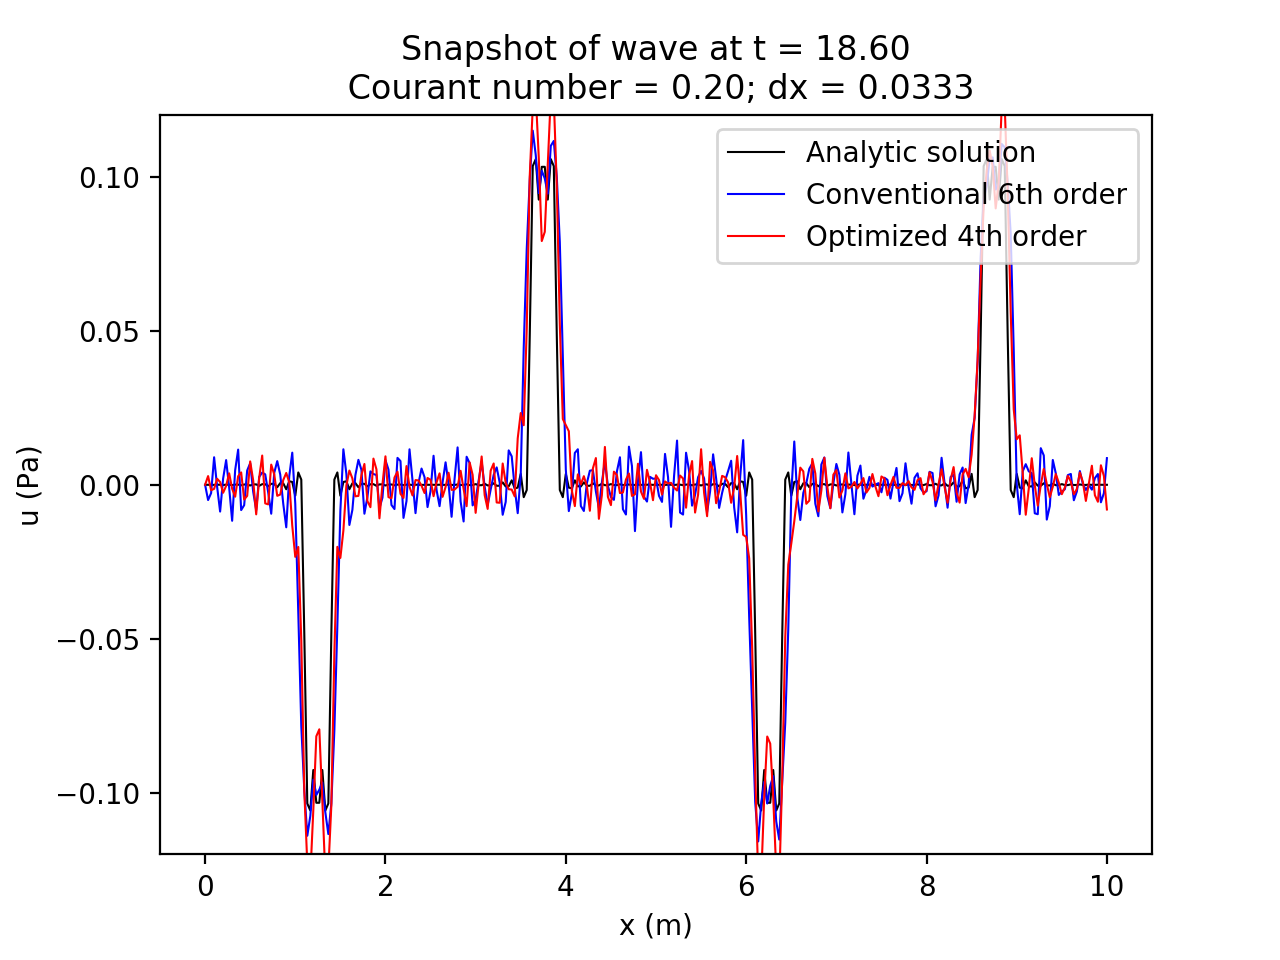 Snapshot of wave at t = 18.60
Courant number = 0.20; dx = 0.0333
Analytic solution
Conventional 6th order
Optimized 4th order
0.10
0.05
0.00
−0.05
−0.10
u (Pa)
0 2 4 6 8 10
x (m)